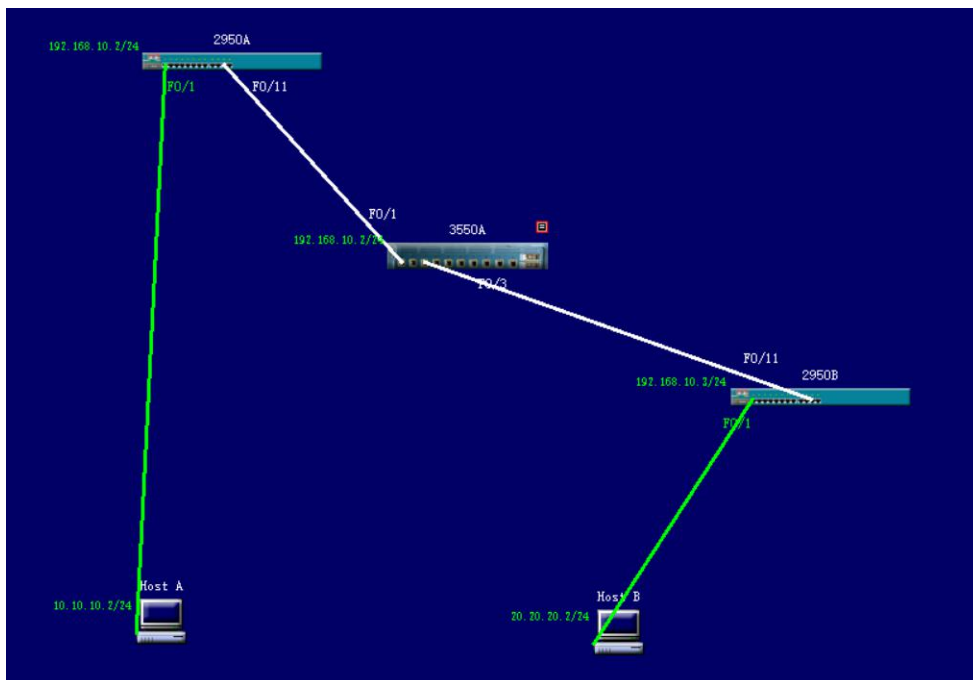 2950A
192.168.10.2/24
F0/1
F0/11
F0/1
3550A
192.168.10.2/24
F0/3
F0/11
2950B
192.168.10.3/24
F0/1
Host A
10.10.10.2/24
Host B
20.20.20.2/24